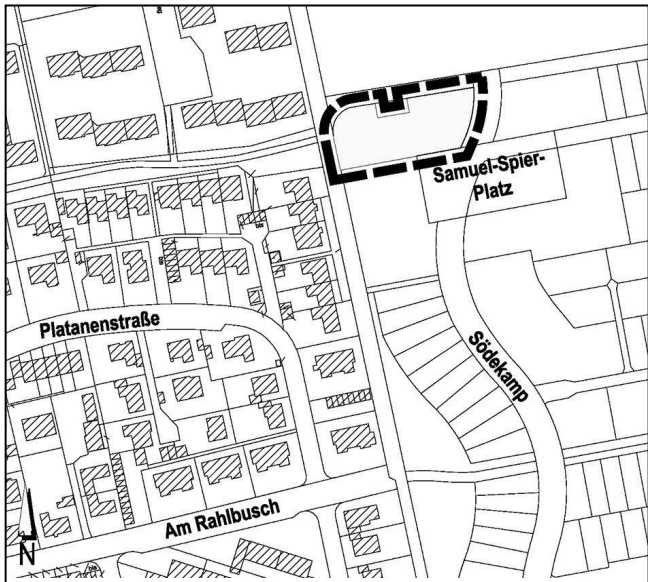 Samuel-Spier-
Platz
Platanenstraße
Södekamp
Am Rahlbusch
N